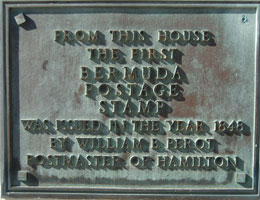 FROM THIS HOUSE
THE FIRST
BERMUDA
POSTAGE
STAMP
WAS ISSUED IN THE YEAR 1848
BY WILLIAM B. PEROT
POSTMASTER OF HAMILTON